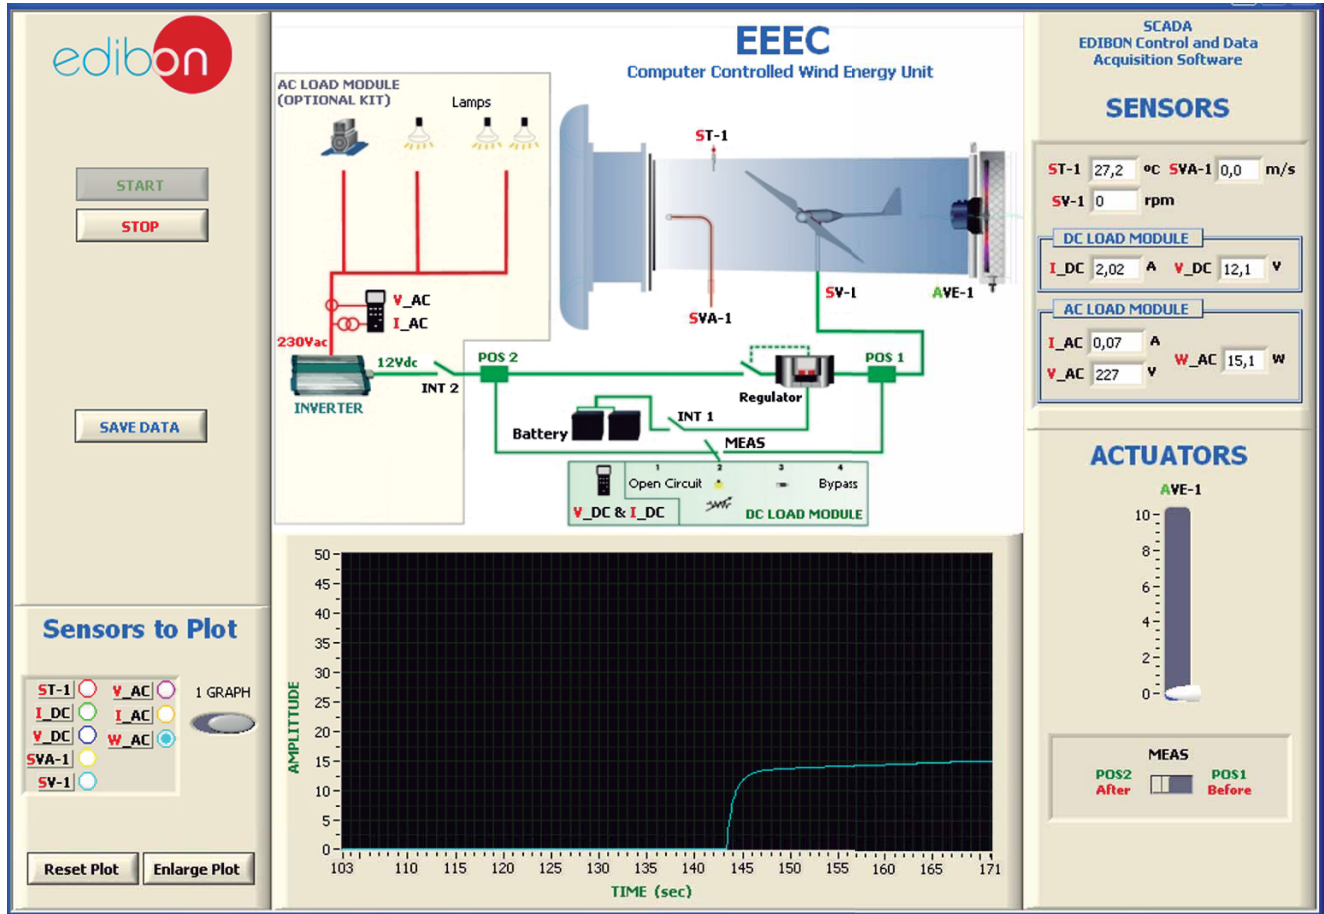 edibon
START
STOP
SAVE DATA
Sensors to Plot
ST-1
V_AC
1 GRAPH
I_DC
I_AC
V_DC
W_AC
SVA-1
SV-1
Reset Plot
Enlarge Plot
EEEC
Computer Controlled Wind Energy Unit
AC LOAD MODULE
(OPTIONAL KIT)
Lamps
ST-1
SVA-1
SV-1
AVE-1
V_AC
I_AC
230Vac
12Vdc
INVERTER
INT 2
POS 2
POS 1
Regulator
INT 1
Battery
MEAS
1 2 3 4
Open Circuit
Bypass
V_DC & I_DC
DC LOAD MODULE
AMPLITTUDE
50
45
40
35
30
25
20
15
10
5
0
103 110 115 120 125 130 135 140 145 150 155 160 165 171
TIME (sec)
SCADA
EDIBON Control and Data
Acquisition Software
SENSORS
ST-1 27,2 ºC SVA-1 0,0 m/s
SV-1 0 rpm
DC LOAD MODULE
I_DC 2,02 A V_DC 12,1 V
AC LOAD MODULE
I_AC 0,07 A
W_AC 15,1 W
V_AC 227 V
ACTUATORS
AVE-1
10
8
6
4
2
0
MEAS
POS2
After
POS1
Before